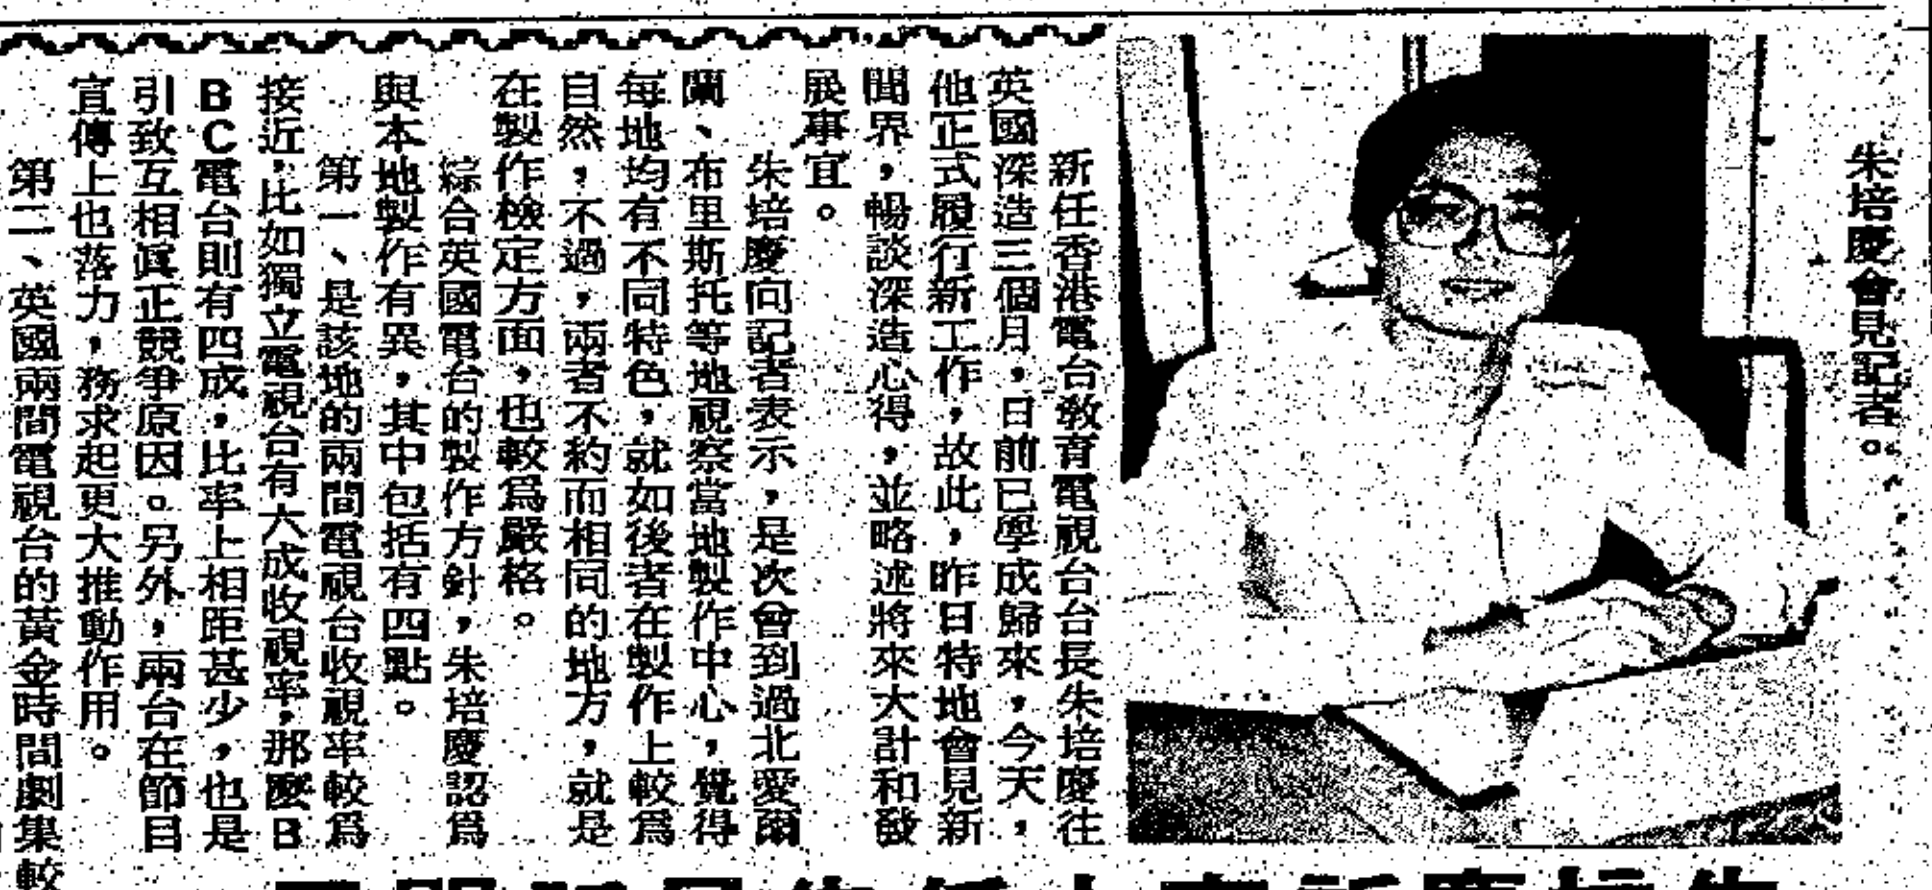 朱培慶會見記者。
新任香港電台教育電視台台長朱培慶往
英國深造三個月，日前已學成歸來，今天，
他正式履行新工作，故此，昨日特地會見新
聞界，暢談深造心得，並略述將來大計和發
展事宜。
朱培慶向記者表示，是次曾到過北愛爾
蘭、布里斯托等地視察當地製作中心，覺得
每地均有不同特色，就如後者在製作上較爲
自然，不過，兩者不約而相同的地方，就是
在製作檢定方面，也較爲嚴格。
綜合英國電台的製作方針，朱培慶認爲
與本地製作有異，其中包括有四點。
第一、是該地的兩間電視台收視率較爲
接近，比如獨立電視台有六成收視率，那麼B
BC電台則有四成，比率上相距甚少，也是
引致互相眞正競爭原因。另外，兩台在節目
宣傳上也落力，務求起更大推動作用。
第二、英國兩間電視台的黃金時間劇集較